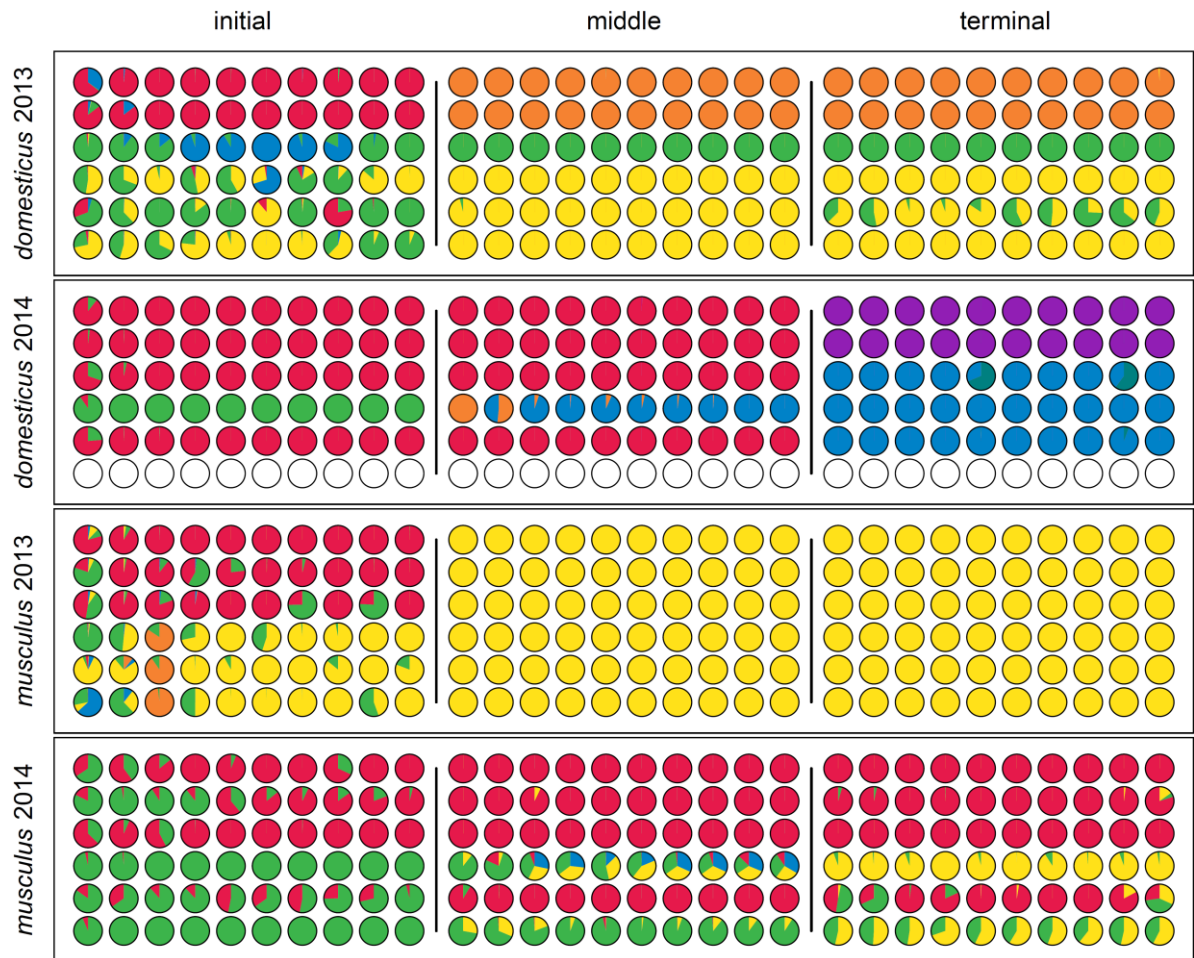 initial middle terminal
domesticus 2013
domesticus 2014
musculus 2013
musculus 2014